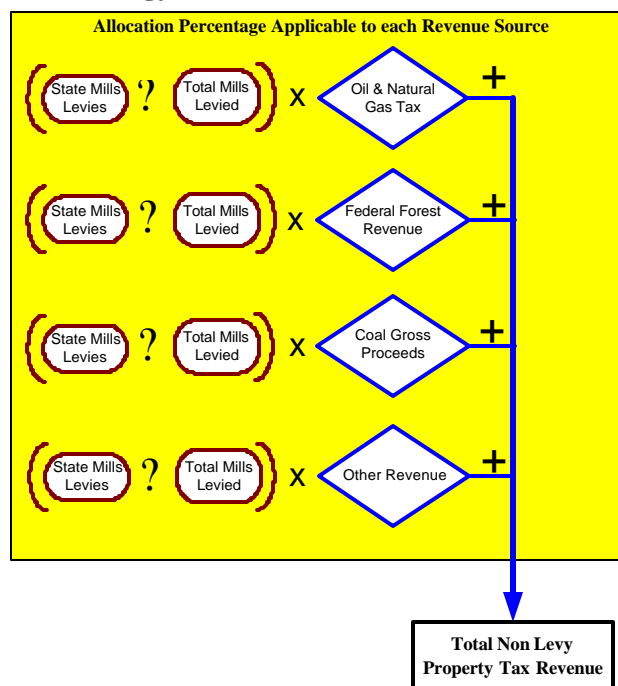 Allocation Percentage Applicable to each Revenue Source
( State Mills Levies ? Total Mills Levied ) x Oil & Natural Gas Tax +
( State Mills Levies ? Total Mills Levied ) x Federal Forest Revenue +
( State Mills Levies ? Total Mills Levied ) x Coal Gross Proceeds +
( State Mills Levies ? Total Mills Levied ) x Other Revenue +
Total Non Levy
Property Tax Revenue